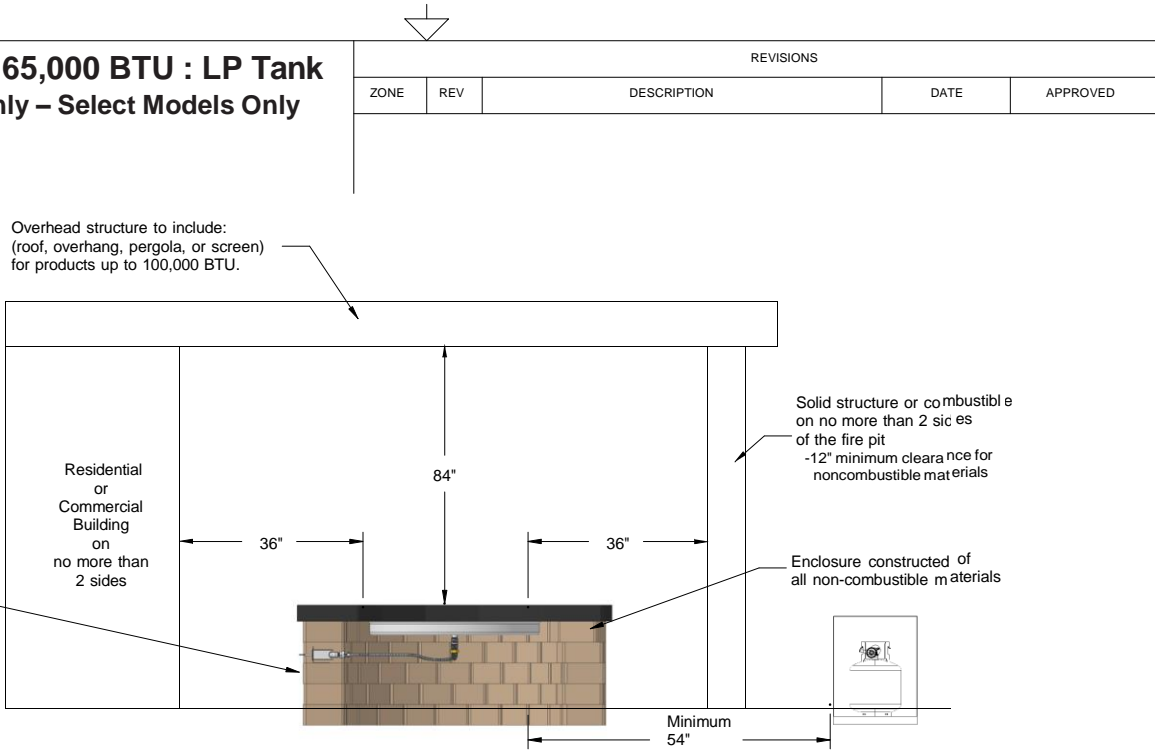 65,000 BTU : LP Tank
nly – Select Models Only
REVISIONS
ZONE REV DESCRIPTION DATE APPROVED
Overhead structure to include:
(roof, overhang, pergola, or screen)
for products up to 100,000 BTU.
Residential
or
Commercial
Building
on
no more than
2 sides
84"
36"
36"
Solid structure or combustible
on no more than 2 sides
of the fire pit
-12" minimum clearance for
noncombustible materials
Enclosure constructed of
all non-combustible materials
Minimum
54"